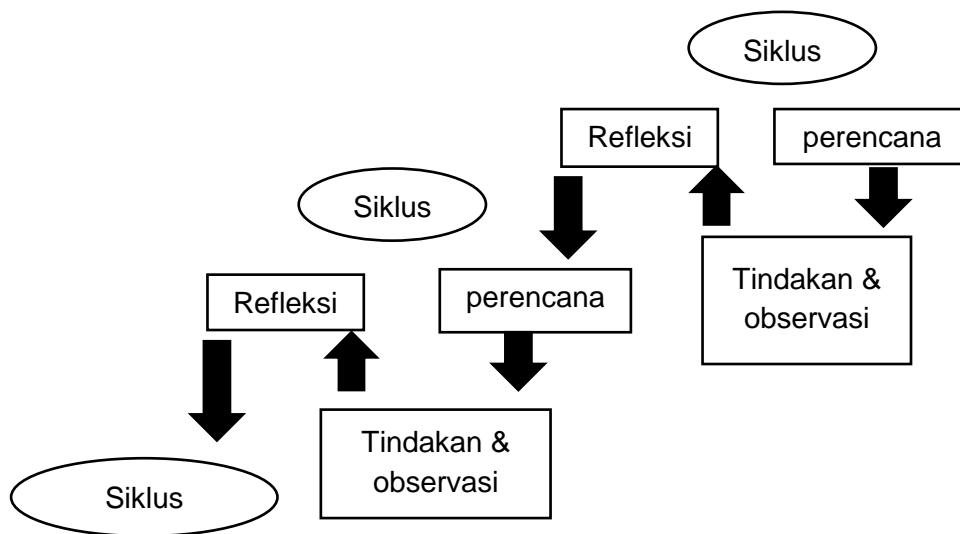 Siklus
Refleksi
perencana
Siklus
Tindakan &
observasi
Refleksi
perencana
Tindakan &
observasi
Siklus